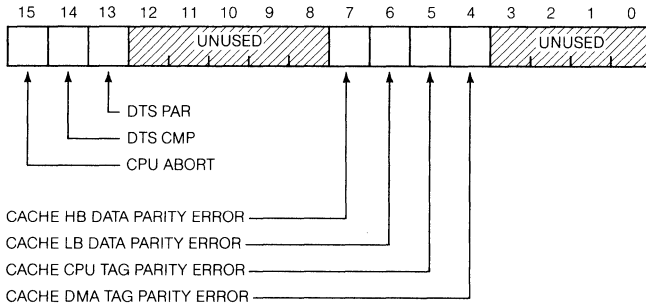 15 14 13 12 11 10 9 8 7 6 5 4 3 2 1 0
UNUSED UNUSED
DTS PAR
DTS CMP
CPU ABORT
CACHE HB DATA PARITY ERROR
CACHE LB DATA PARITY ERROR
CACHE CPU TAG PARITY ERROR
CACHE DMA TAG PARITY ERROR